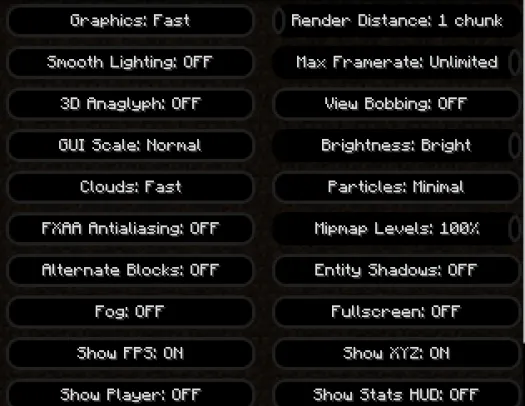 Graphics: Fast
Render Distance: 1 chunk
Smooth Lighting: OFF
Max Framerate: Unlimited
3D Anaglyph: OFF
View Bobbing: OFF
GUI Scale: Normal
Brightness: Bright
Clouds: Fast
Particles: Minimal
FXAA Antialiasing: OFF
Mipmap Levels: 100%
Alternate Blocks: OFF
Entity Shadows: OFF
Fog: OFF
Fullscreen: OFF
Show FPS: ON
Show XYZ: ON
Show Player: OFF
Show Stats HUD: OFF